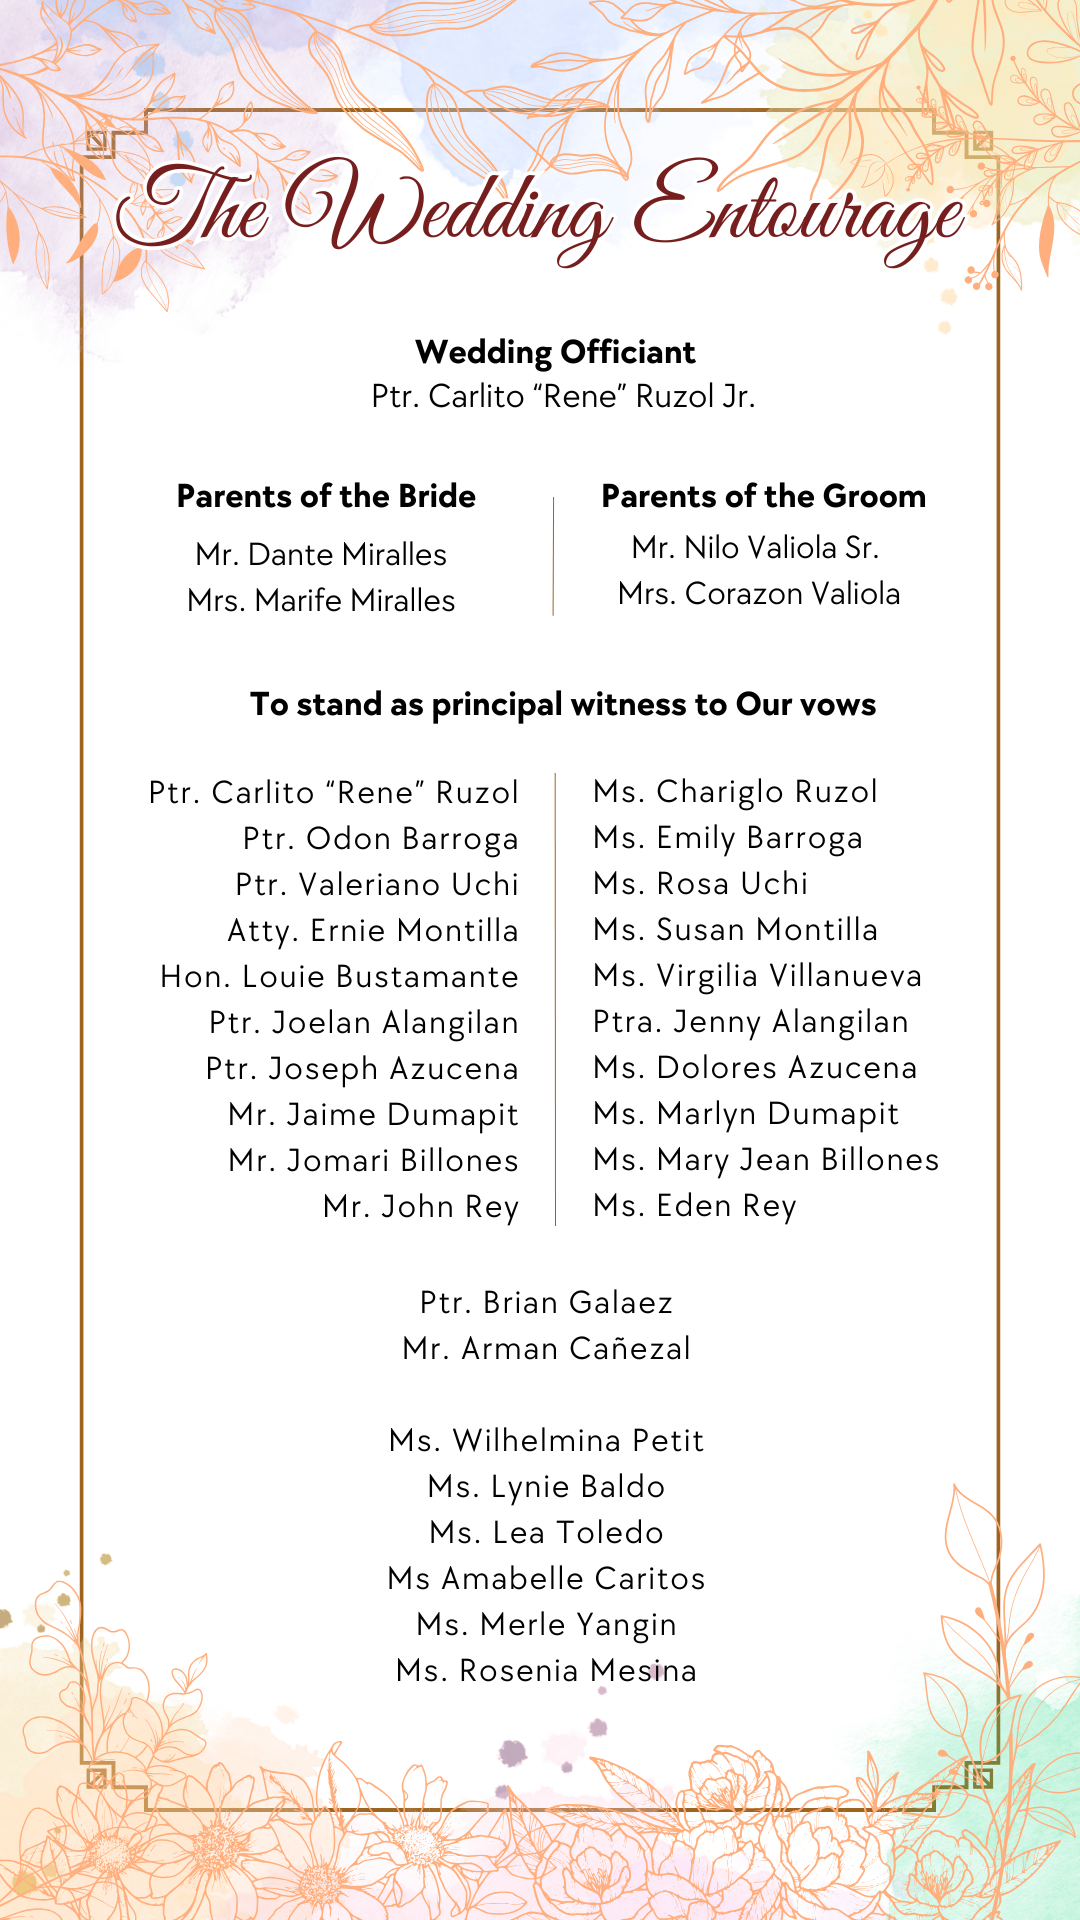 The Wedding Entourage
Wedding Officiant
Ptr. Carlito “Rene” Ruzol Jr.
Parents of the Bride
Mr. Dante Miralles
Mrs. Marife Miralles
Parents of the Groom
Mr. Nilo Valiola Sr.
Mrs. Corazon Valiola
To stand as principal witness to Our vows
Ptr. Carlito “Rene” Ruzol
Ptr. Odon Barroga
Ptr. Valeriano Uchi
Atty. Ernie Montilla
Hon. Louie Bustamante
Ptr. Joelan Alangilan
Ptr. Joseph Azucena
Mr. Jaime Dumapit
Mr. Jomari Billones
Mr. John Rey
Ms. Chariglo Ruzol
Ms. Emily Barroga
Ms. Rosa Uchi
Ms. Susan Montilla
Ms. Virgilia Villanueva
Ptra. Jenny Alangilan
Ms. Dolores Azucena
Ms. Marlyn Dumapit
Ms. Mary Jean Billones
Ms. Eden Rey
Ptr. Brian Galaez
Mr. Arman Cañezal
Ms. Wilhelmina Petit
Ms. Lynie Baldo
Ms. Lea Toledo
Ms Amabelle Caritos
Ms. Merle Yangin
Ms. Rosenia Mesina